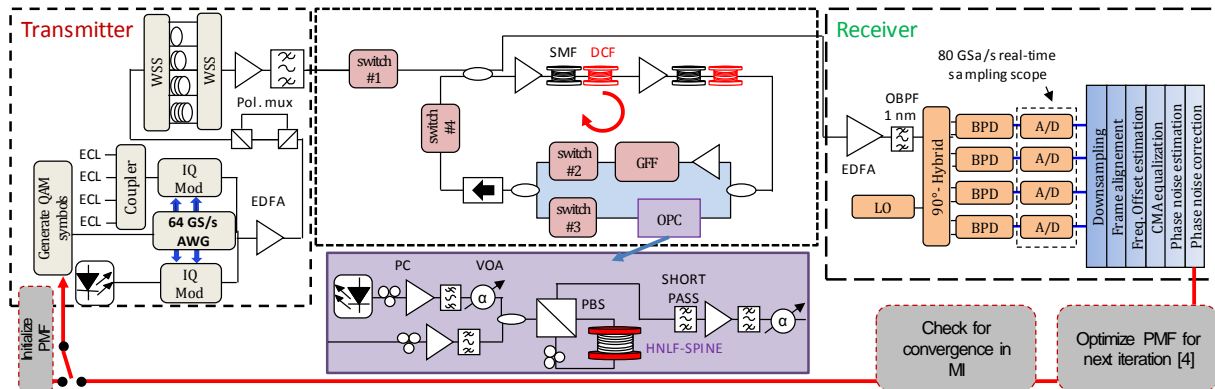 Transmitter
WSS
WSS
Pol. mux
ECL
ECL
ECL
ECL
Coupler
IQ
Mod
64 GS/s
AWG
IQ
Mod
EDFA
Generate QAM
symbols
Initialize
PMF
switch
#1
SMF
DCF
switch
#4
switch
#2
GFF
switch
#3
OPC
PC
VOA
α
PBS
HNLF-SPINE
SHORT
PASS
α
Receiver
80 GSa/s real-time
sampling scope
OBPF
1 nm
EDFA
LO
90°- Hybrid
BPD
A/D
BPD
A/D
BPD
A/D
BPD
A/D
Downsampling
Frame alignement
Freq. Offset estimation
CMA equalization
Phase noise estimation
Phase noise correction
Check for
convergence in
MI
Optimize PMF for
next iteration [4]